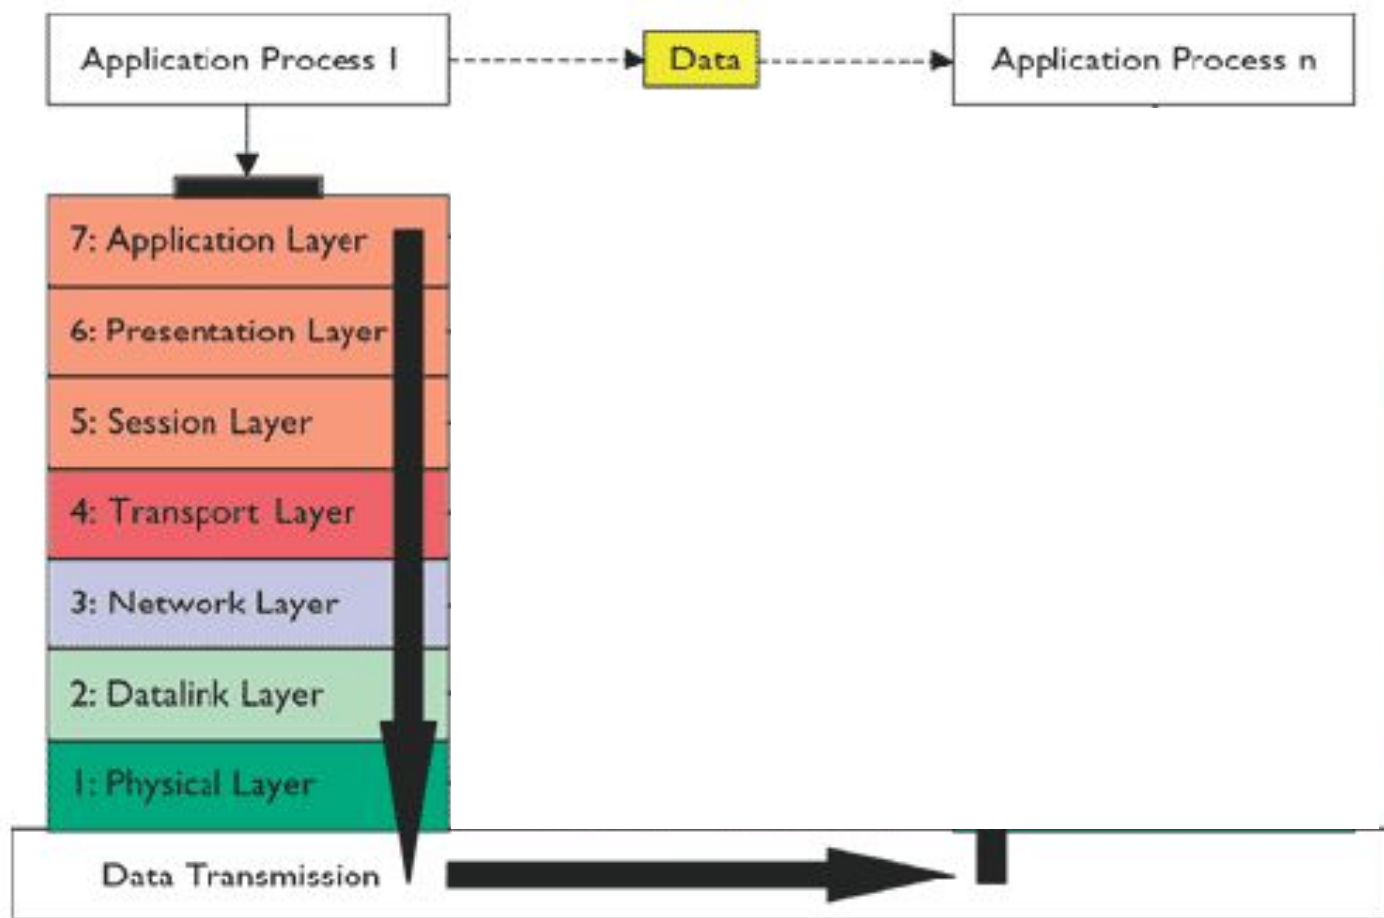 Application Process 1
Data
Application Process n
7: Application Layer
6: Presentation Layer
5: Session Layer
4: Transport Layer
3: Network Layer
2: Datalink Layer
1: Physical Layer
Data Transmission